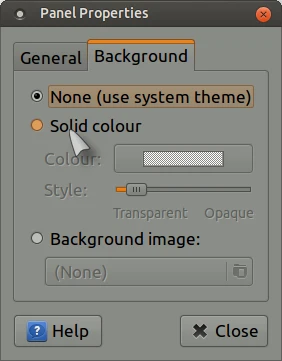 Panel Properties
General Background
None (use system theme)
Solid colour
Colour:
Style:
Transparent Opaque
Background image:
(None)
? Help Close